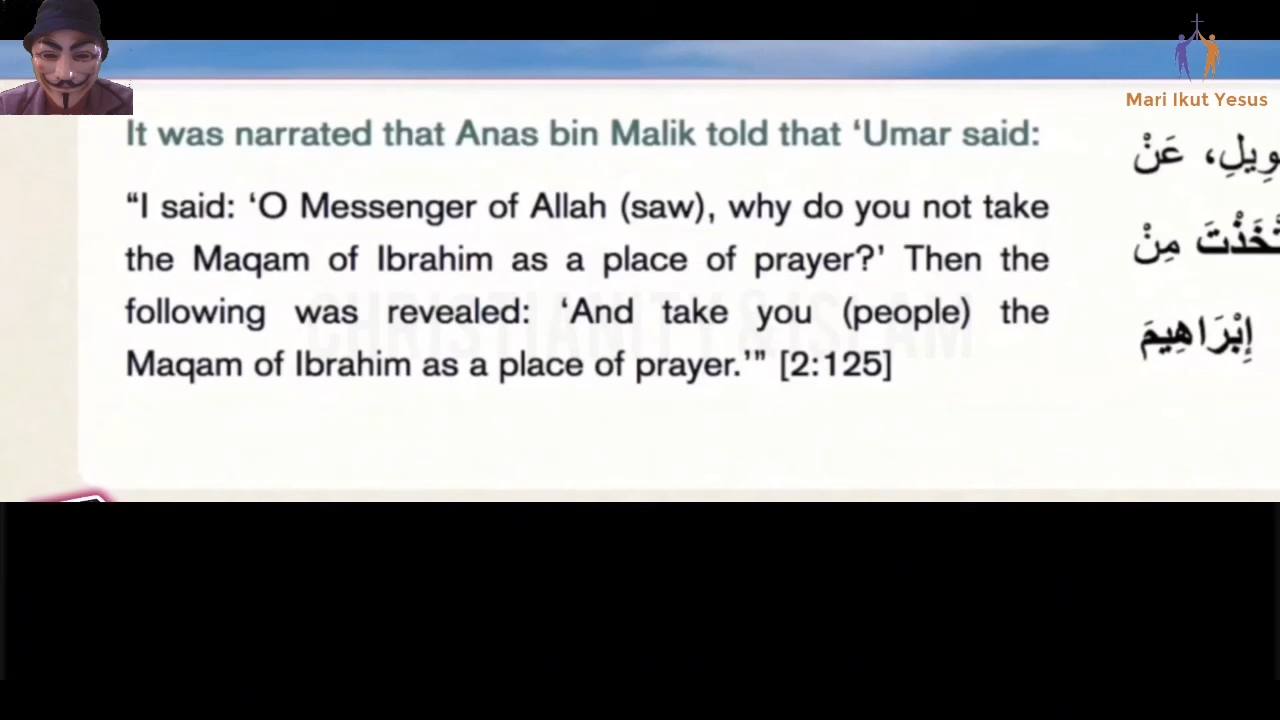 Mari Ikut Yesus
It was narrated that Anas bin Malik told that ‘Umar said:
“I said: ‘O Messenger of Allah (saw), why do you not take
the Maqam of Ibrahim as a place of prayer?’ Then the
following was revealed: ‘And take you (people) the
Maqam of Ibrahim as a place of prayer.’” [2:125]
CHRISTIANITY & ISLAM
عَنْ
مِنْ
إِبْرَاهِيمَ